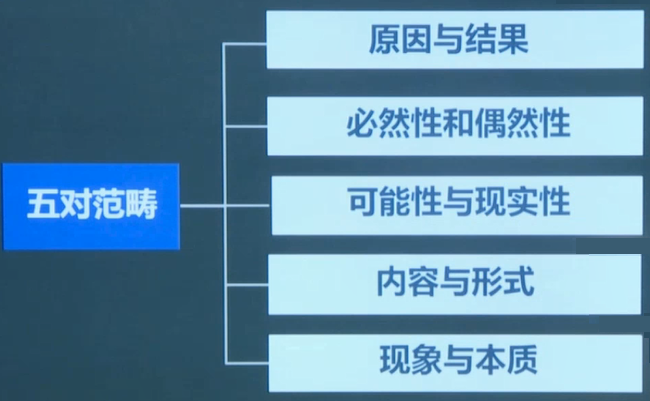 五对范畴
原因与结果
必然性和偶然性
可能性与现实性
内容与形式
现象与本质